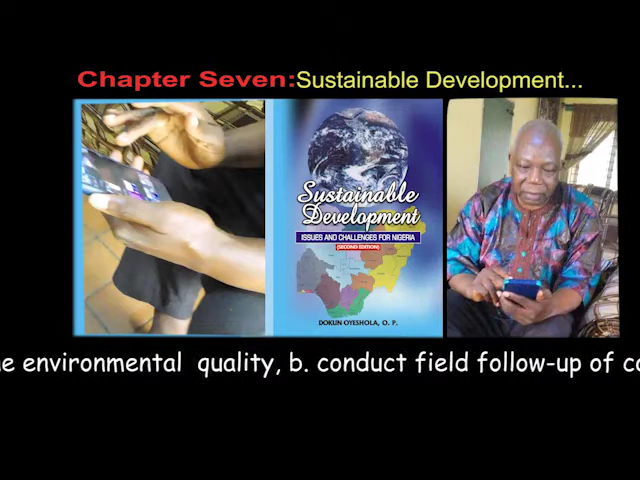 Chapter Seven:Sustainable Development...
Sustainable
Development
ISSUES AND CHALLENGES FOR NIGERIA
(SECOND EDITION)
DOKUN OYESHOLA, O. P.
environmental quality, b. conduct field follow-up of